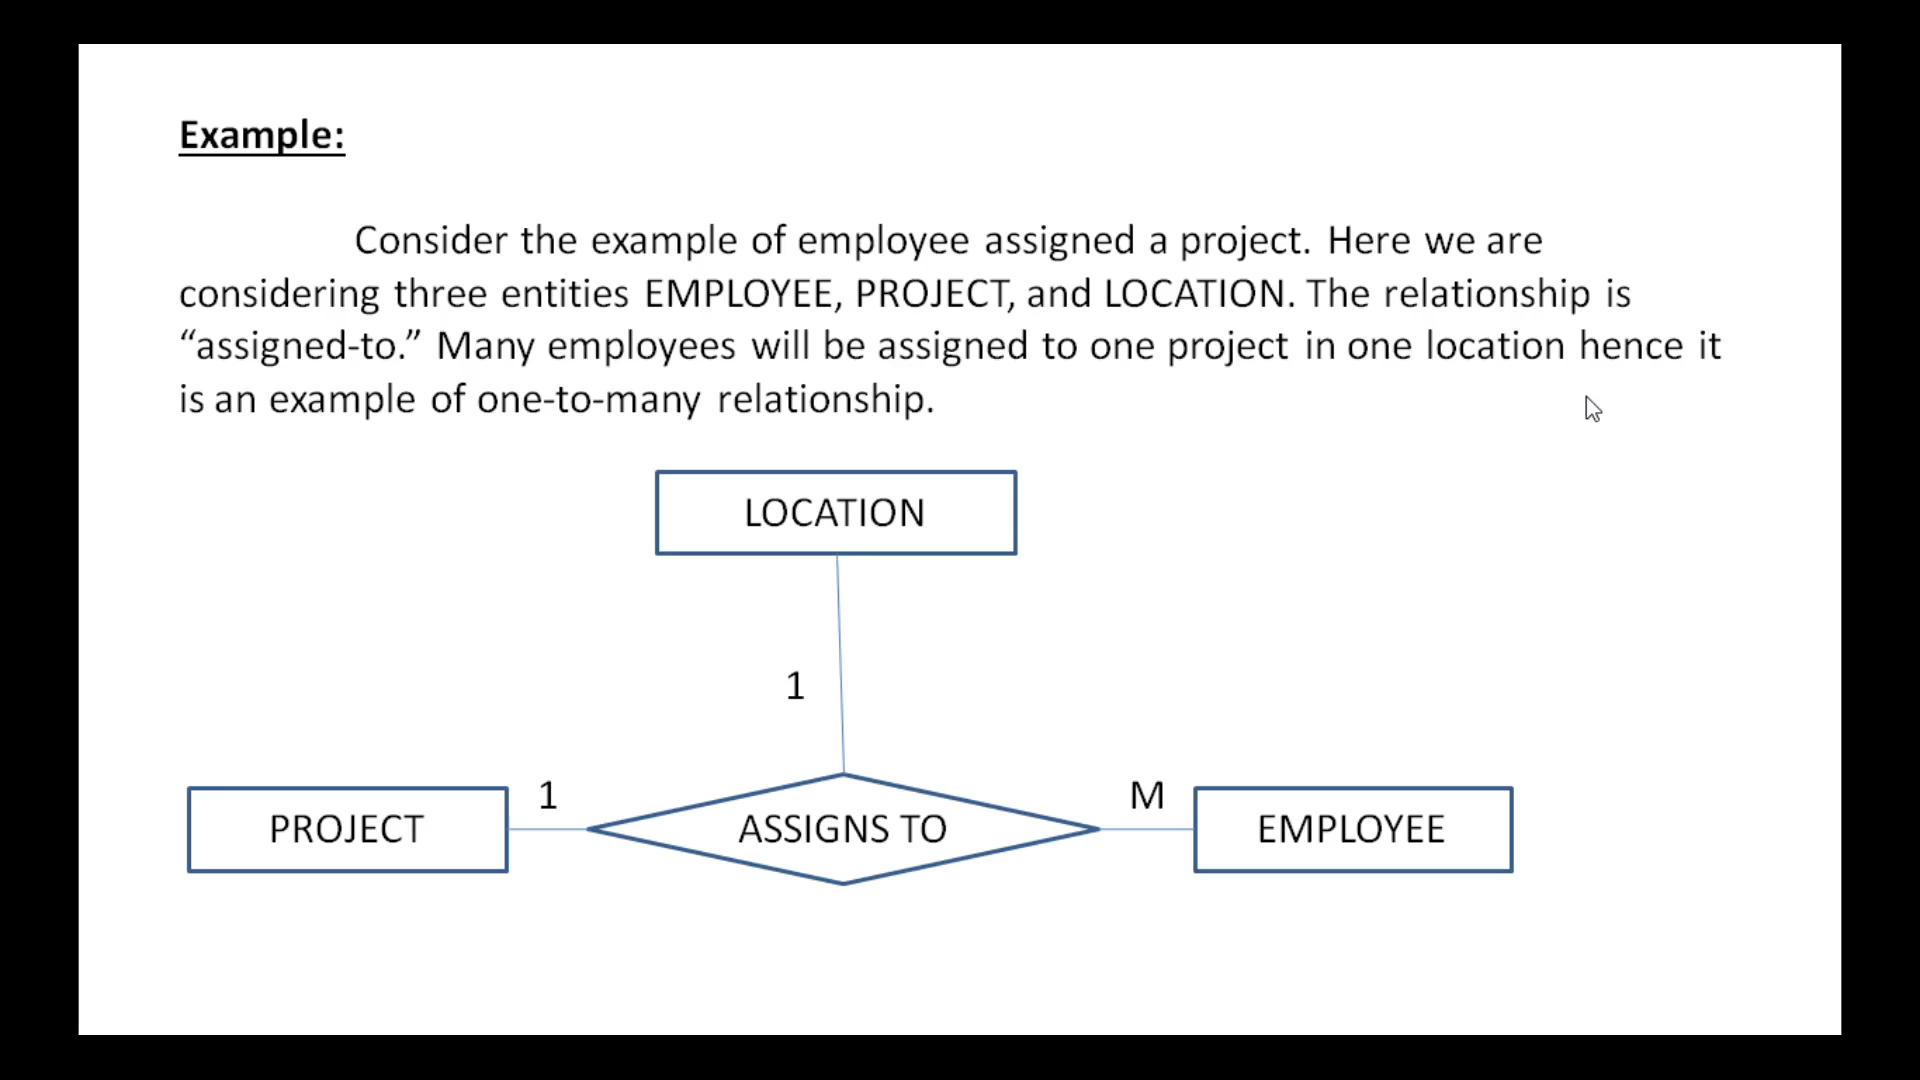 Example:
Consider the example of employee assigned a project. Here we are
considering three entities EMPLOYEE, PROJECT, and LOCATION. The relationship is
“assigned-to.” Many employees will be assigned to one project in one location hence it
is an example of one-to-many relationship.
LOCATION
1
1
M
PROJECT
ASSIGNS TO
EMPLOYEE